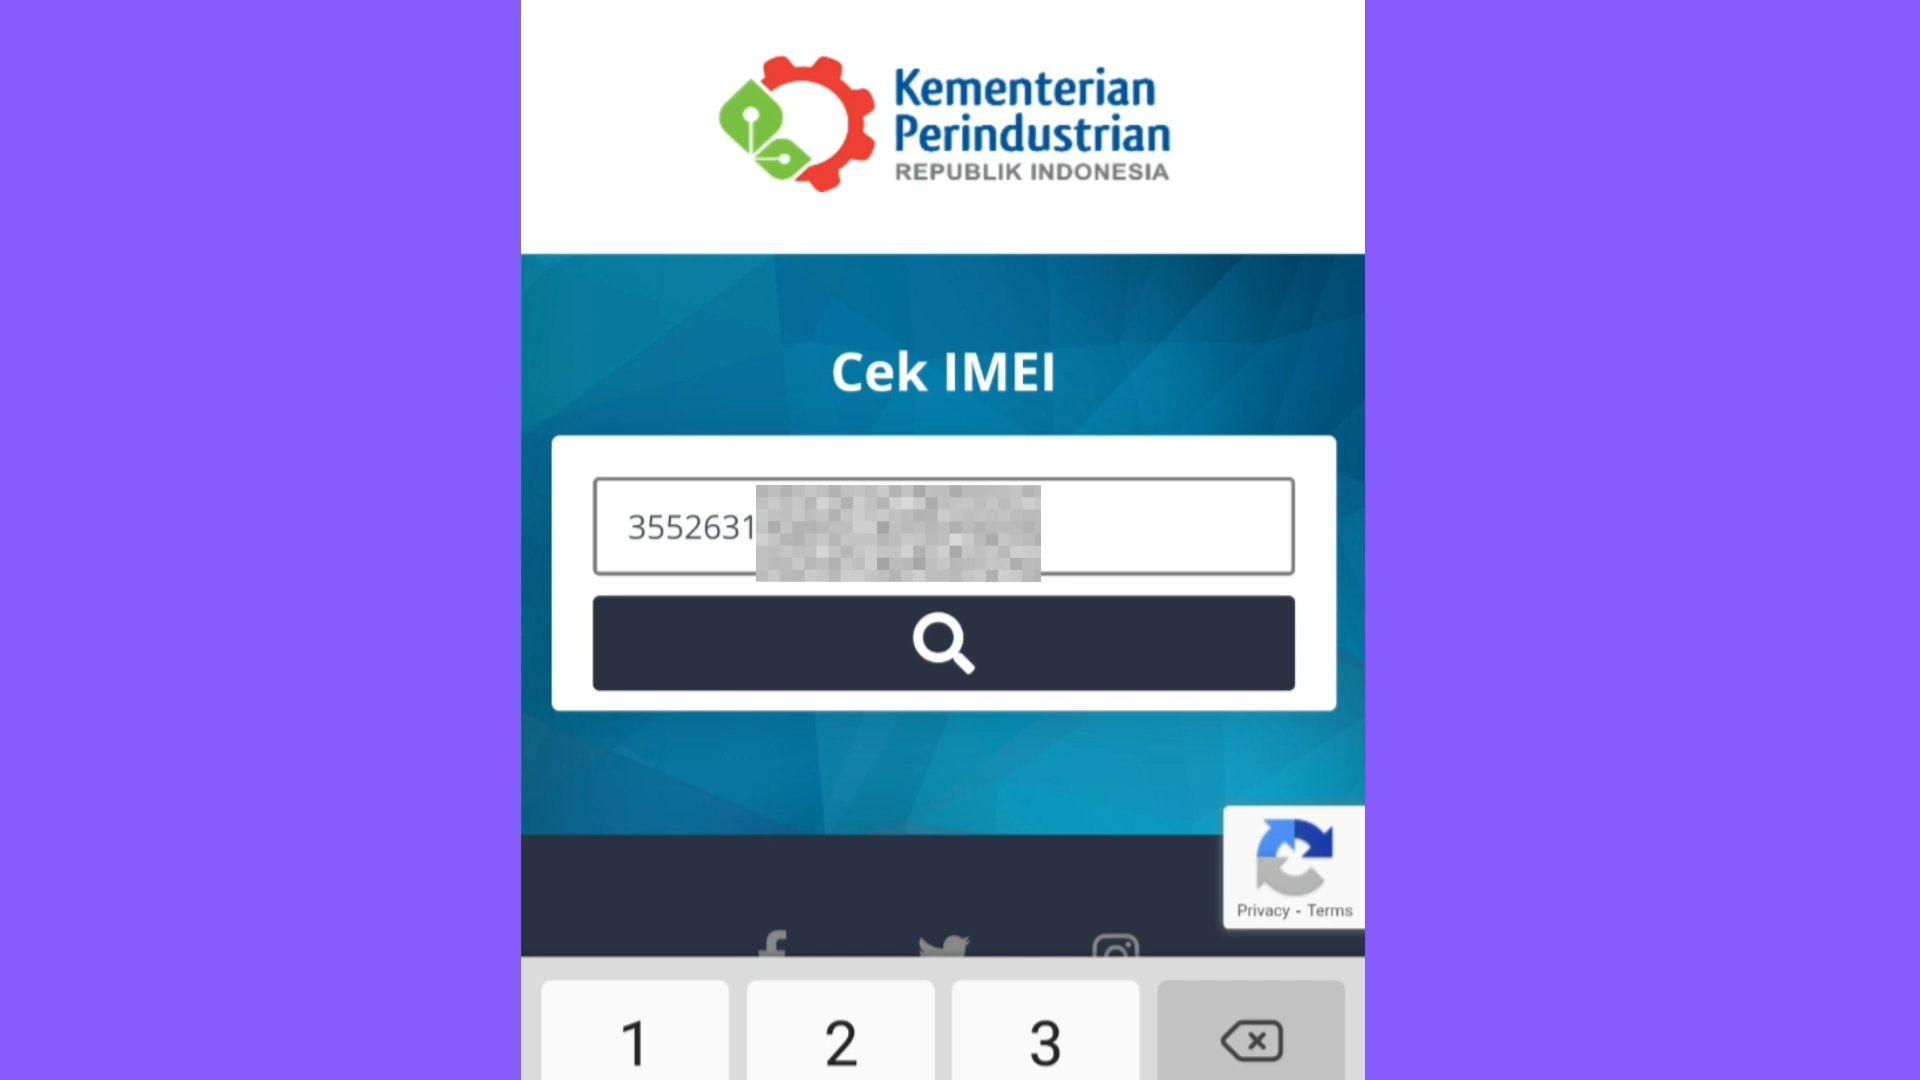 Kementerian
Perindustrian
REPUBLIK INDONESIA
Cek IMEI
3552631
Privacy - Terms
1 2 3